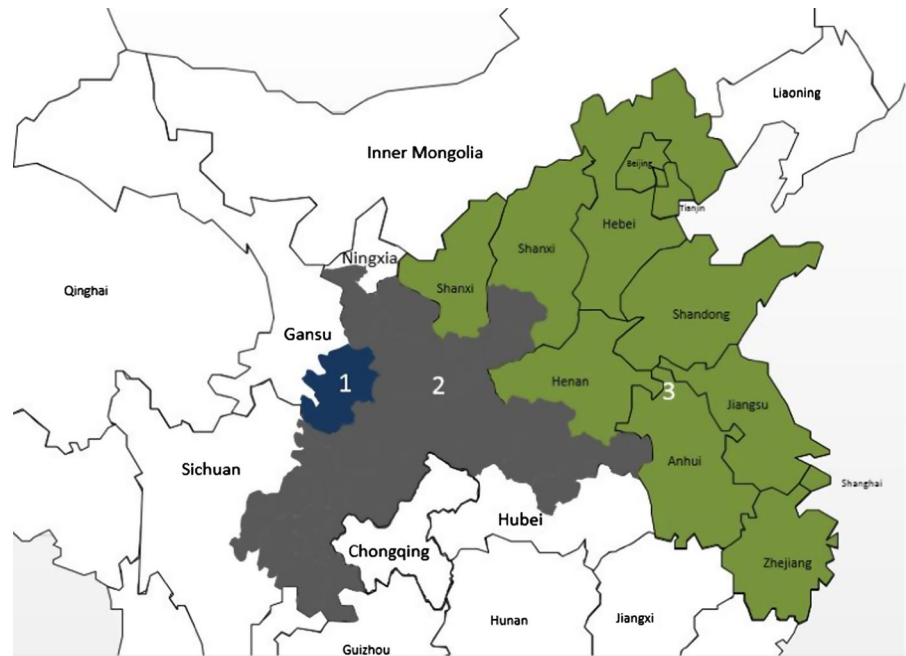 Liaoning
Inner Mongolia
Beijing
Tianjin
Hebei
Shanxi
Ningxia
Shanxi
Qinghai
Shandong
Gansu
1
2
Henan
3
Jiangsu
Anhui
Sichuan
Shanghai
Hubei
Chongqing
Zhejiang
Hunan
Jiangxi
Guizhou